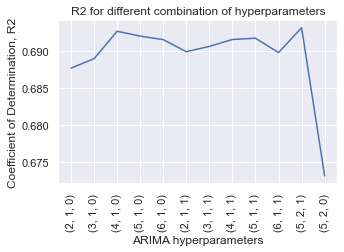 R2 for different combination of hyperparameters
Coefficient of Determination, R2
0.690
0.685
0.680
0.675
(2, 1, 0)
(3, 1, 0)
(4, 1, 0)
(5, 1, 0)
(6, 1, 0)
(2, 1, 1)
(3, 1, 1)
(4, 1, 1)
(5, 1, 1)
(6, 1, 1)
(5, 2, 1)
(5, 2, 0)
ARIMA hyperparameters